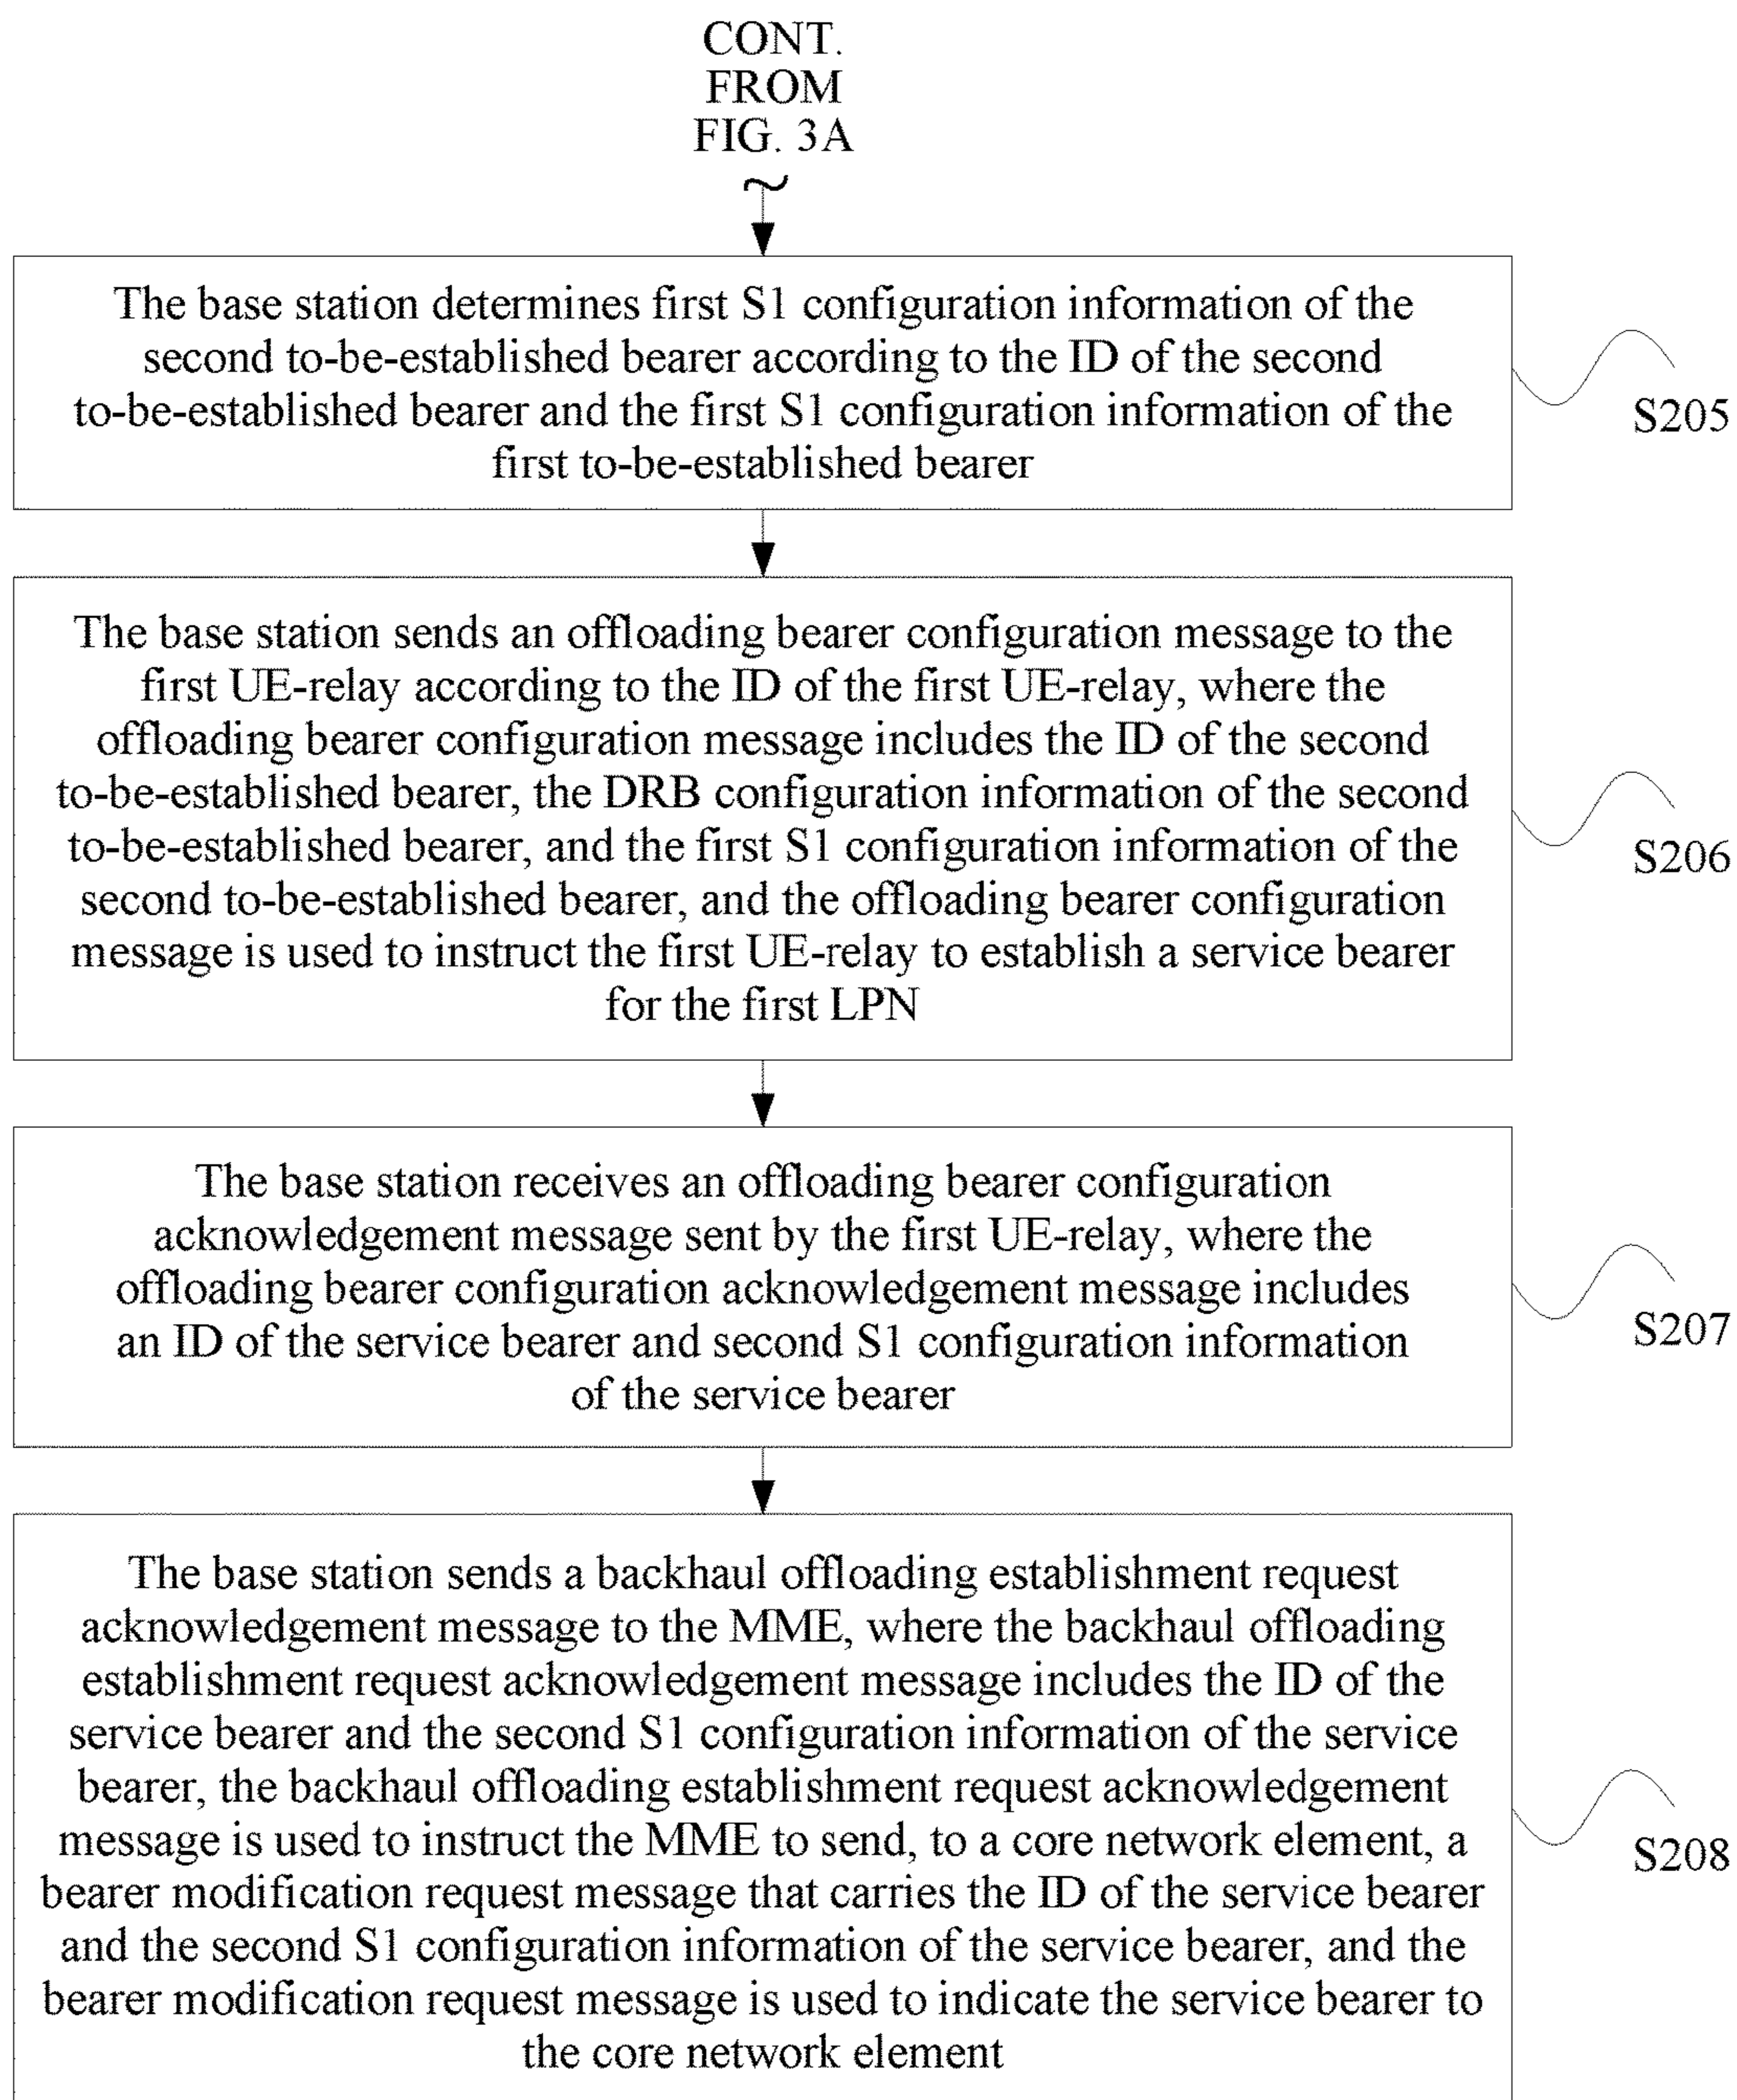 CONT.
FROM
FIG. 3A
The base station determines first S1 configuration information of the
second to-be-established bearer according to the ID of the second
to-be-established bearer and the first S1 configuration information of the
first to-be-established bearer
S205
The base station sends an offloading bearer configuration message to the
first UE-relay according to the ID of the first UE-relay, where the
offloading bearer configuration message includes the ID of the second
to-be-established bearer, the DRB configuration information of the second
to-be-established bearer, and the first S1 configuration information of the
second to-be-established bearer, and the offloading bearer configuration
message is used to instruct the first UE-relay to establish a service bearer
for the first LPN
S206
The base station receives an offloading bearer configuration
acknowledgement message sent by the first UE-relay, where the
offloading bearer configuration acknowledgement message includes
an ID of the service bearer and second S1 configuration information
of the service bearer
S207
The base station sends a backhaul offloading establishment request
acknowledgement message to the MME, where the backhaul offloading
establishment request acknowledgement message includes the ID of the
service bearer and the second S1 configuration information of the service
bearer, the backhaul offloading establishment request acknowledgement
message is used to instruct the MME to send, to a core network element, a
bearer modification request message that carries the ID of the service bearer
and the second S1 configuration information of the service bearer, and the
bearer modification request message is used to indicate the service bearer to
the core network element
S208